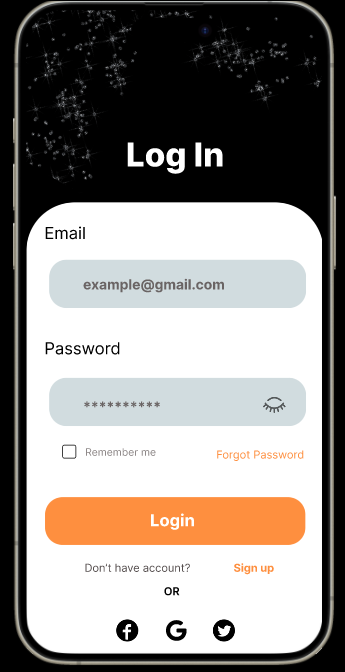 Log In
Email
example@gmail.com
Password
**********
Remember me
Forgot Password
Login
Don't have account?
Sign up
OR